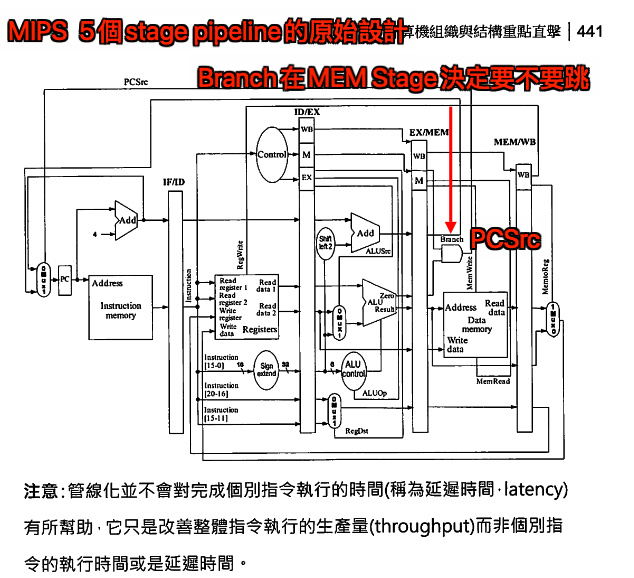 MIPS 5個stage pipeline的原始設計
算機組織與結構重點直擊 | 441
Branch在MEM Stage決定要不要跳
PCSrc
ID/EX
WB
EX/MEM
Control
M
WB
MEM/WB
EX
M
WB
IF/ID
Add
4
Add
Shift
left 2
ALUSrc
Branch
PCSrc
RegWrite
MemWrite
MemtoReg
0
Mux
1
PC
Address
Instruction
memory
Instruction
Read
register 1
Read
data 1
Read
register 2
Write
register
Read
data 2
Write
data
Registers
0
Mux
1
Zero
ALU
Result
Address
Read
data
Data
memory
Write
data
1
Mux
0
Instruction
[15-0]
16
Sign
extend
32
6
ALU
control
MemRead
Instruction
[20-16]
ALUOp
Instruction
[15-11]
0
Mux
1
RegDst
注意:管線化並不會對完成個別指令執行的時間(稱為延遲時間·latency)
有所幫助,它只是改善整體指令執行的生產量(throughput)而非個別指
令的執行時間或是延遲時間。